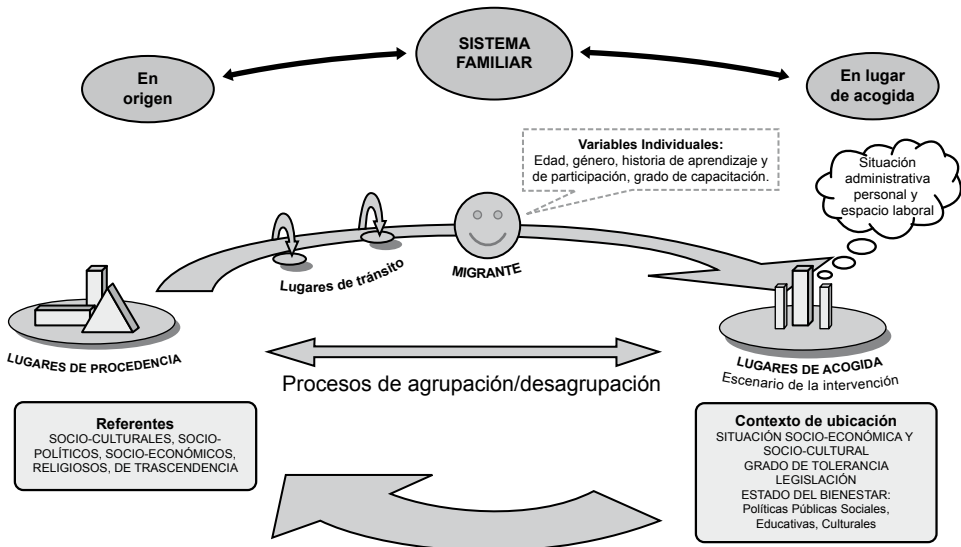 SISTEMA
FAMILIAR
En
origen
En lugar
de acogida
Variables Individuales:
Edad, género, historia de aprendizaje y
de participación, grado de capacitación.
Situación
administrativa
personal y
espacio laboral
Lugares de tránsito
MIGRANTE
LUGARES DE PROCEDENCIA
LUGARES DE ACOGIDA
Escenario de la intervención
Procesos de agrupación/desagrupación
Referentes
SOCIO-CULTURALES, SOCIO-
POLÍTICOS, SOCIO-ECONÓMICOS,
RELIGIOSOS, DE TRASCENDENCIA
Contexto de ubicación
SITUACIÓN SOCIO-ECONÓMICA Y
SOCIO-CULTURAL
GRADO DE TOLERANCIA
LEGISLACIÓN
ESTADO DEL BIENESTAR:
Políticas Públicas Sociales,
Educativas, Culturales